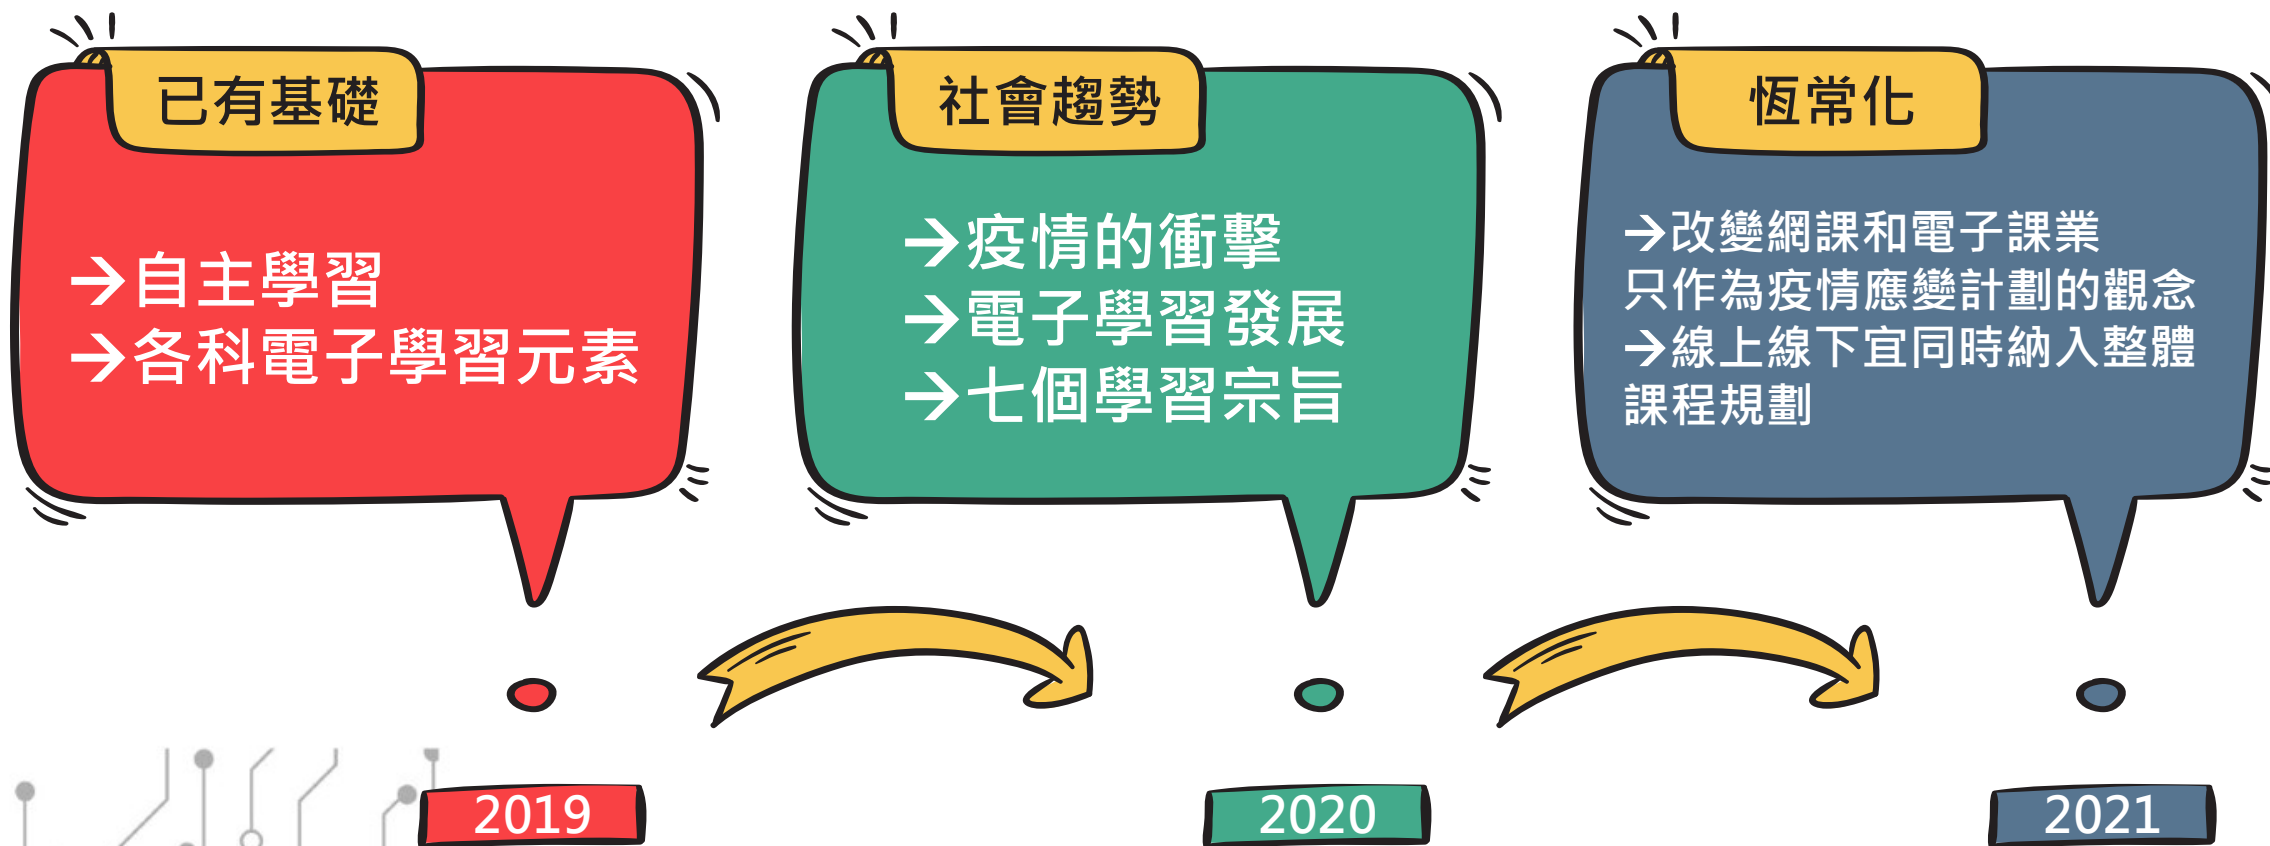 已有基礎
→自主學習
→各科電子學習元素
社會趨勢
→疫情的衝擊
→電子學習發展
→七個學習宗旨
恆常化
→改變網課和電子課業
只作為疫情應變計劃的觀念
→線上線下宜同時納入整體
課程規劃
2019
2020
2021